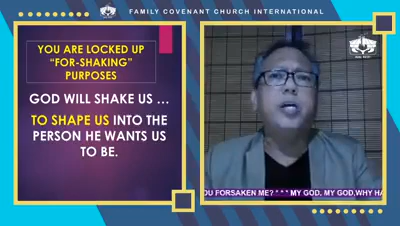 FAMILY COVENANT CHURCH INTERNATIONAL
YOU ARE LOCKED UP
“FOR-SHAKING”
PURPOSES
GOD WILL SHAKE US …
TO SHAPE US INTO THE
PERSON HE WANTS US
TO BE.
OU FORSAKEN ME? * * * MY GOD, MY GOD,WHY HA